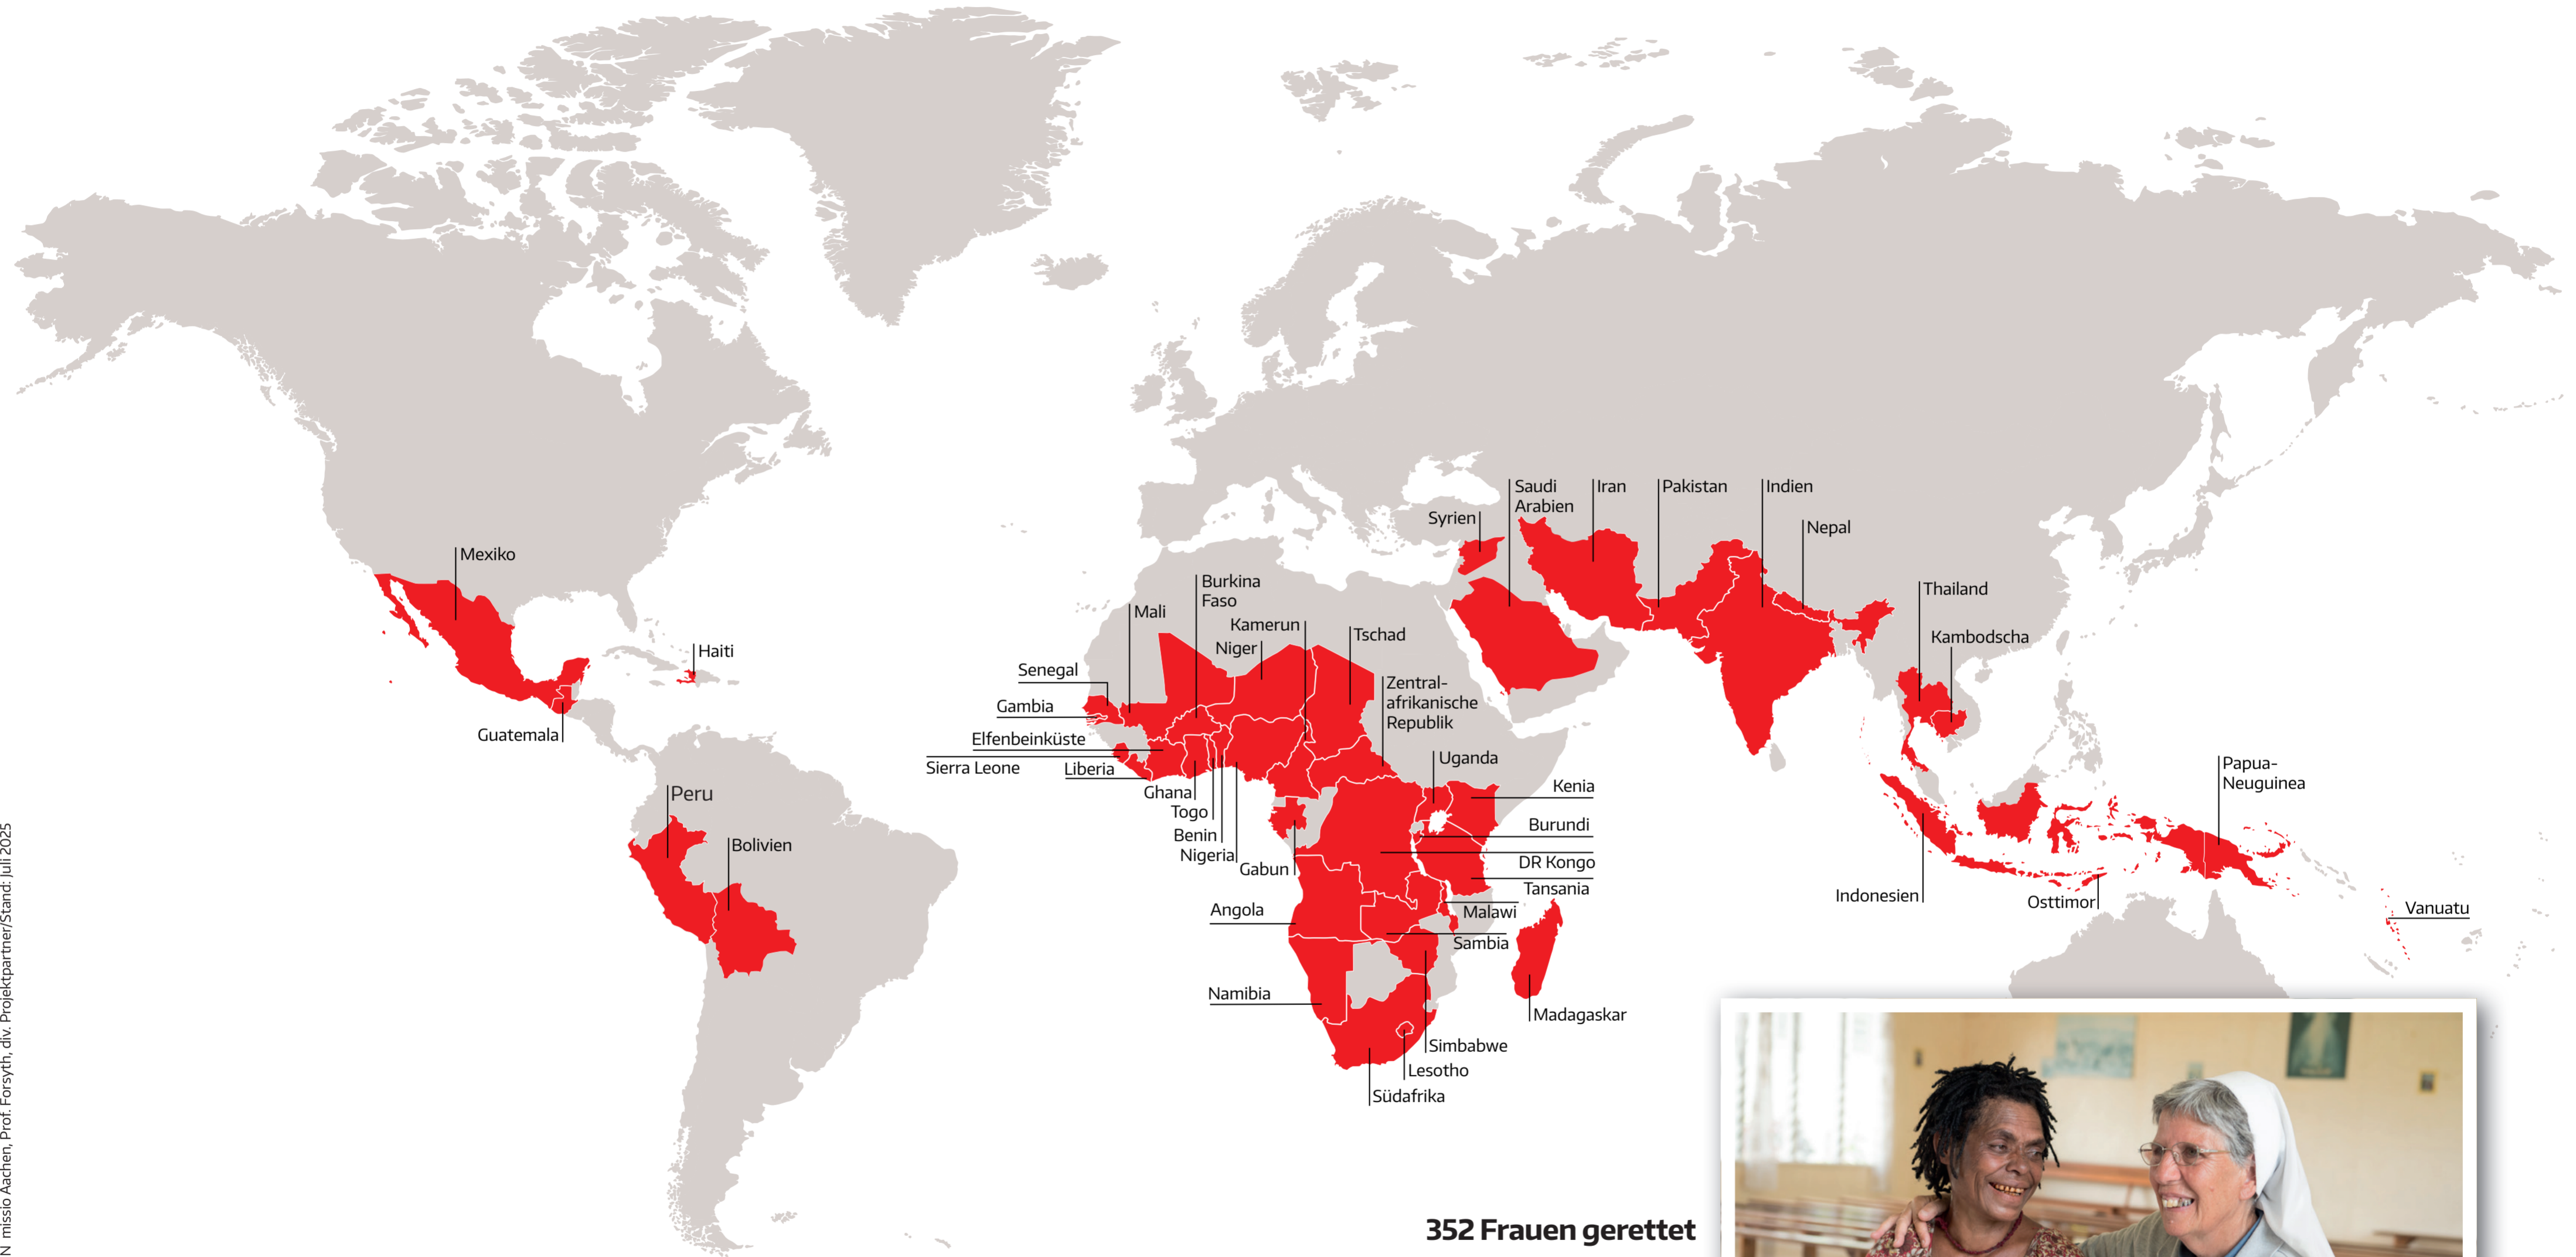 Mexiko
Haiti
Guatemala
Peru
Bolivien
Senegal
Gambia
Elfenbeinküste
Sierra Leone
Liberia
Mali
Burkina
Faso
Kamerun
Niger
Tschad
Zentral-
afrikanische
Republik
Ghana
Togo
Benin
Nigeria
Gabun
Angola
Namibia
Uganda
Kenia
Burundi
DR Kongo
Tansania
Malawi
Sambia
Madagaskar
Simbabwe
Lesotho
Südafrika
Syrien
Saudi
Arabien
Iran
Pakistan
Indien
Nepal
Thailand
Kambodscha
Indonesien
Osttimor
Papua-
Neuguinea
Vanuatu
352 Frauen gerettet
N missio Aachen, Prof. Forsyth, div. Projektpartner/Stand: Juli 2025